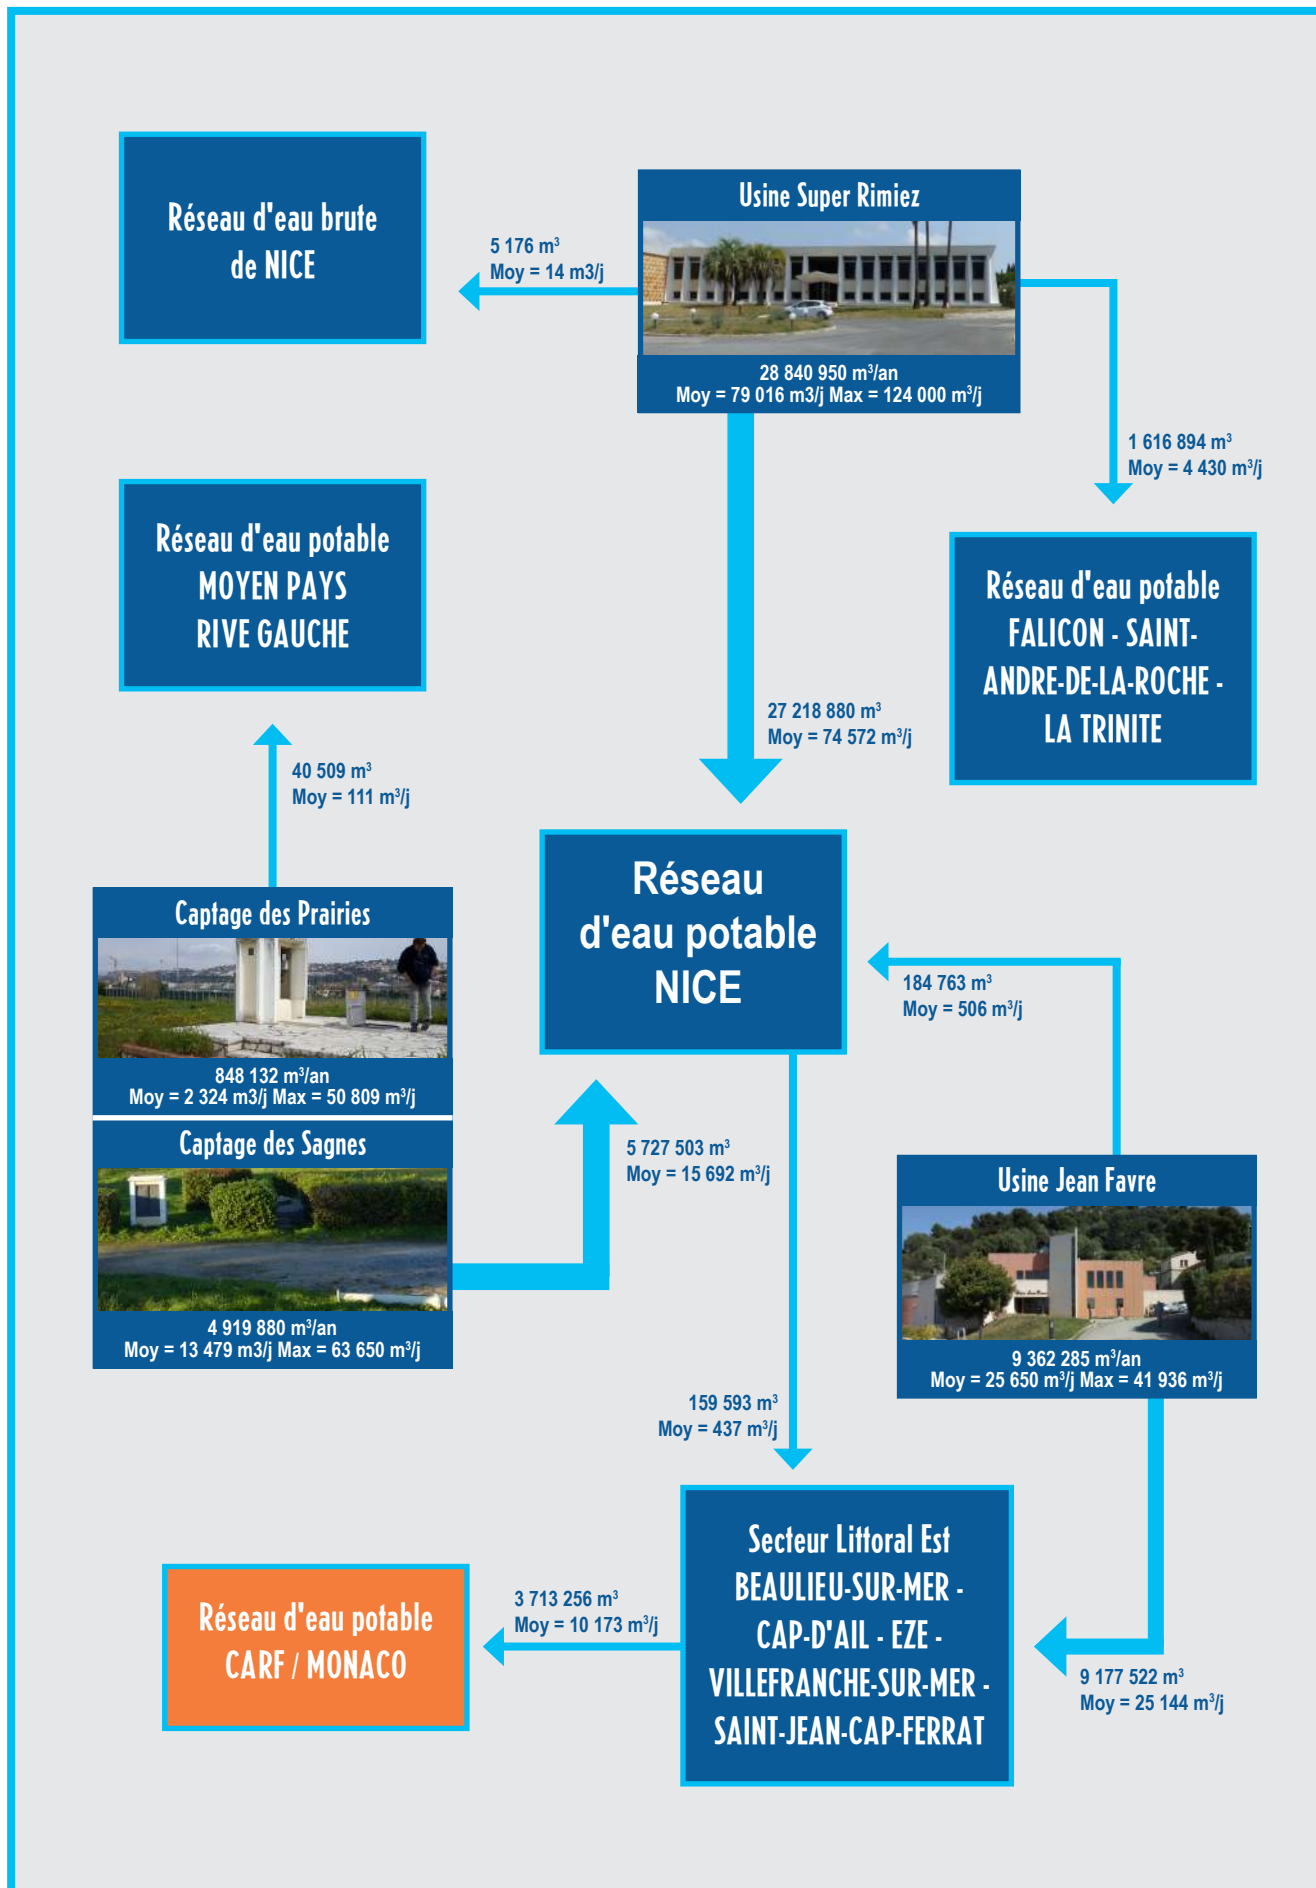 Réseau d'eau brute
de NICE
5 176 m³
Moy = 14 m3/j
Usine Super Rimiez
28 840 950 m³/an
Moy = 79 016 m3/j Max = 124 000 m³/j
1 616 894 m³
Moy = 4 430 m³/j
Réseau d'eau potable
MOYEN PAYS
RIVE GAUCHE
Réseau d'eau potable
FALICON - SAINT-
ANDRE-DE-LA-ROCHE -
LA TRINITE
27 218 880 m³
Moy = 74 572 m³/j
40 509 m³
Moy = 111 m³/j
Réseau
d'eau potable
NICE
Captage des Prairies
848 132 m³/an
Moy = 2 324 m3/j Max = 50 809 m³/j
184 763 m³
Moy = 506 m³/j
Captage des Sagnes
4 919 880 m³/an
Moy = 13 479 m3/j Max = 63 650 m³/j
5 727 503 m³
Moy = 15 692 m³/j
Usine Jean Favre
9 362 285 m³/an
Moy = 25 650 m³/j Max = 41 936 m³/j
159 593 m³
Moy = 437 m³/j
Secteur Littoral Est
BEAULIEU-SUR-MER -
CAP-D'AIL - EZE -
VILLEFRANCHE-SUR-MER -
SAINT-JEAN-CAP-FERRAT
Réseau d'eau potable
CARF / MONACO
3 713 256 m³
Moy = 10 173 m³/j
9 177 522 m³
Moy = 25 144 m³/j